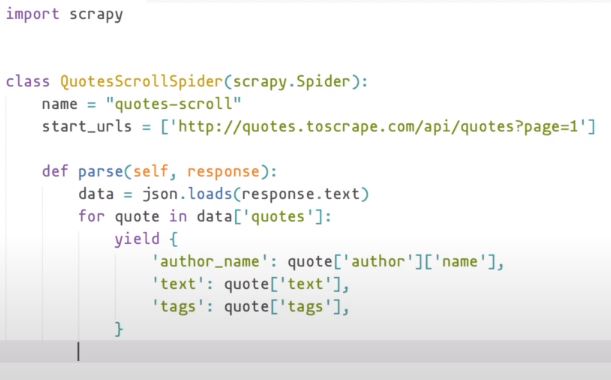 import scrapy
class QuotesScrollSpider(scrapy.Spider):
    name = "quotes-scroll"
    start_urls = ['http://quotes.toscrape.com/api/quotes?page=1']
    def parse(self, response):
        data = json.loads(response.text)
        for quote in data['quotes']:
            yield {
                'author_name': quote['author']['name'],
                'text': quote['text'],
                'tags': quote['tags'],
            }